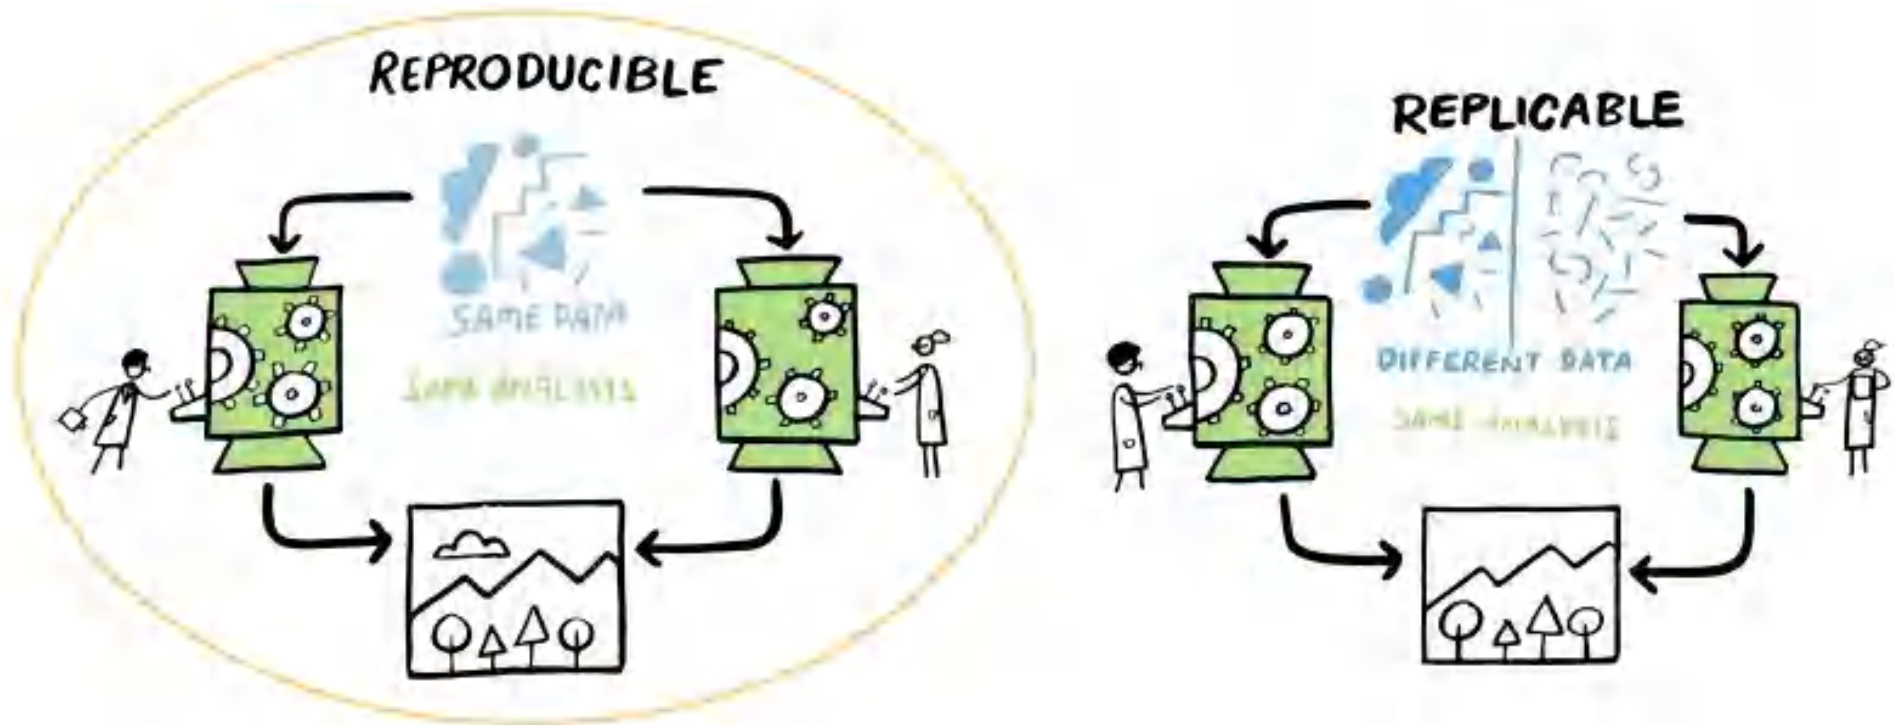 REPRODUCIBLE
SAME DATA
SAME ANALYSIS
REPLICABLE
DIFFERENT DATA
SAME ANALYSIS